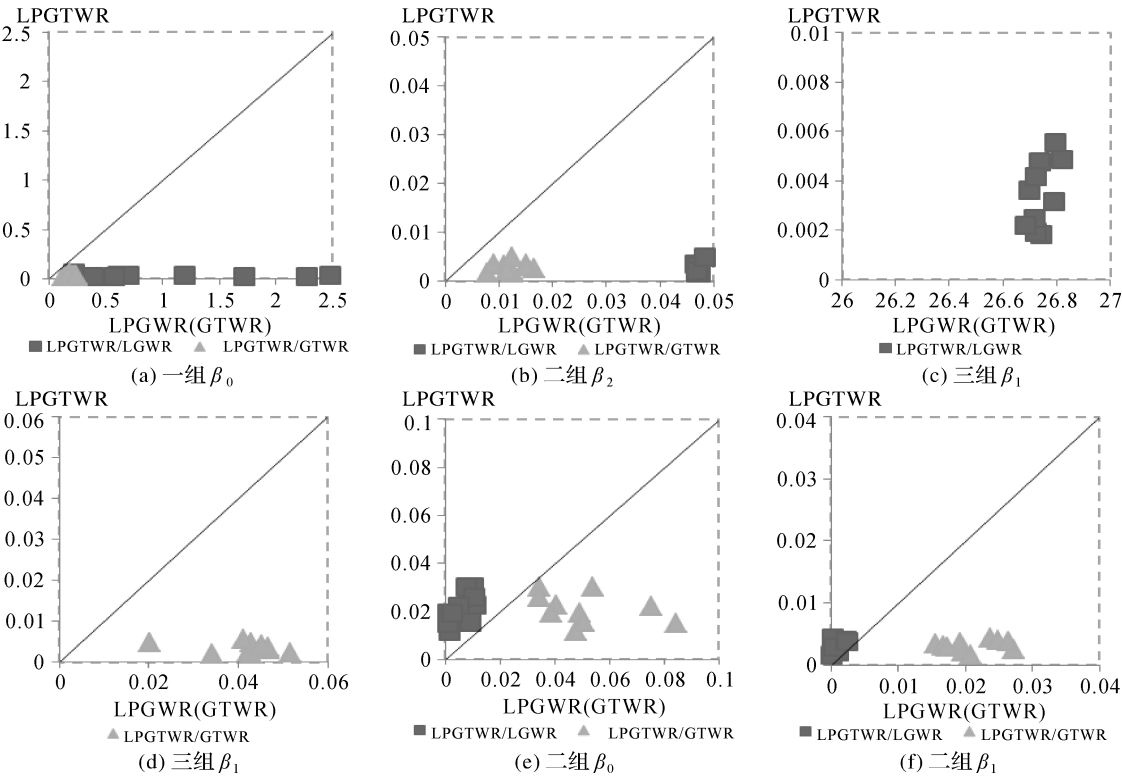 LPGTWR
2.5
2
1.5
1
0.5
0
0 0.5 1 1.5 2 2.5
LPGWR(GTWR)
LPGTWR/LGWR LPGTWR/GTWR
(a) 一组β₀
LPGTWR
0.05
0.04
0.03
0.02
0.01
0
0 0.01 0.02 0.03 0.04 0.05
LPGWR(GTWR)
LPGTWR/LGWR LPGTWR/GTWR
(b) 二组β₂
LPGTWR
0.01
0.008
0.006
0.004
0.002
0
26 26.2 26.4 26.6 26.8 27
LPGWR(GTWR)
LPGTWR/LGWR
(c) 三组β₁
LPGTWR
0.06
0.05
0.04
0.03
0.02
0.01
0
0 0.02 0.04 0.06
LPGWR(GTWR)
LPGTWR/GTWR
(d) 三组β₁
LPGTWR
0.1
0.08
0.06
0.04
0.02
0
0 0.02 0.04 0.06 0.08 0.1
LPGWR(GTWR)
LPGTWR/LGWR LPGTWR/GTWR
(e) 二组β₀
LPGTWR
0.04
0.03
0.02
0.01
0
0 0.01 0.02 0.03 0.04
LPGWR(GTWR)
LPGTWR/LGWR LPGTWR/GTWR
(f) 二组β₁